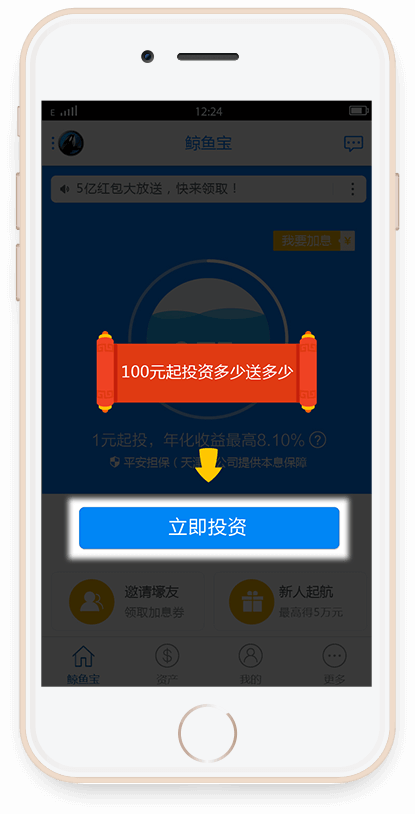 E
12:24
鲸鱼宝
5亿红包大放送，快来领取！
我要加息
100元起投资多少送多少
1元起投，年化收益最高8.10%
平安担保（天 公司提供本息保障
立即投资
邀请壕友
领取加息券
新人起航
最高得5万元
鲸鱼宝
资产
我的
更多